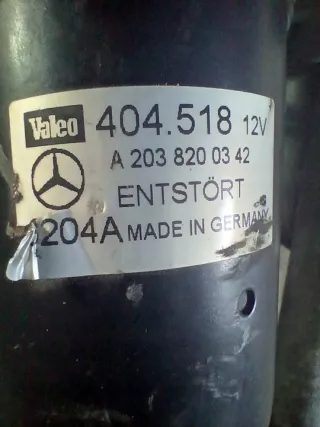 Valeo 404.518 12V
A 203 820 03 42
ENTSTÖRT
204A MADE IN GERMANY